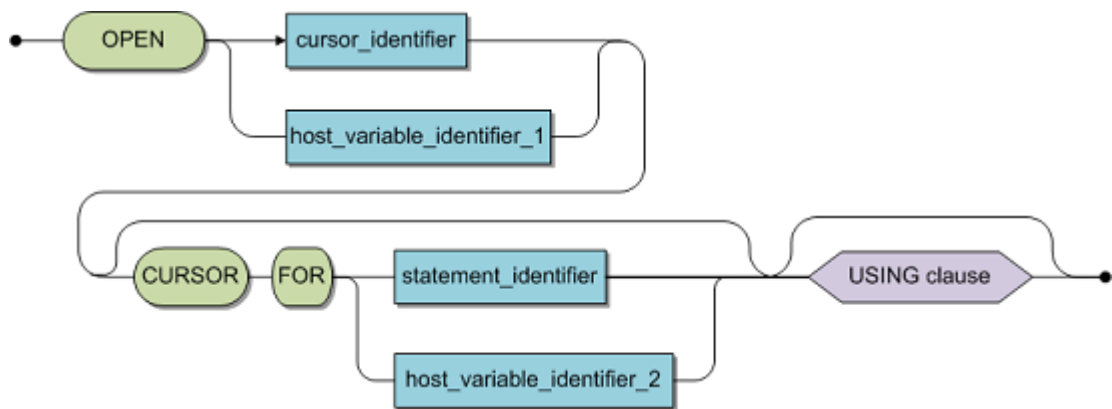 OPEN
cursor_identifier
host_variable_identifier_1
CURSOR
FOR
statement_identifier
USING clause
host_variable_identifier_2